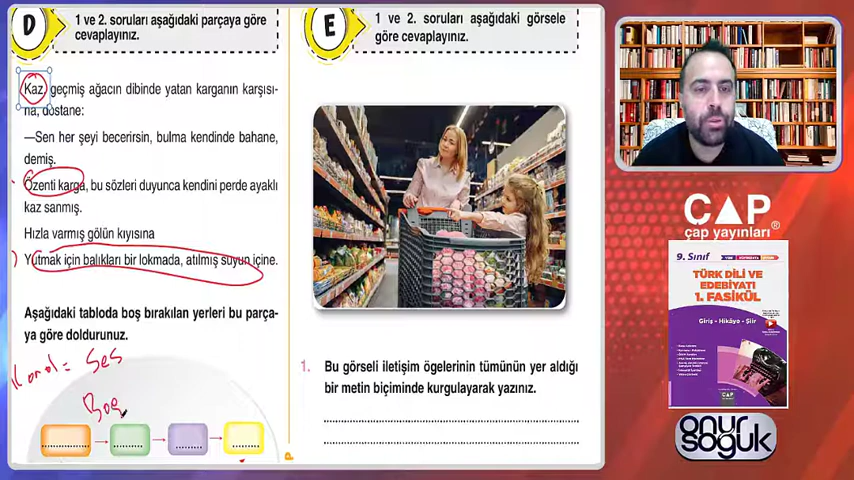 D
1 ve 2. soruları aşağıdaki parçaya göre
cevaplayınız.
Kaz, geçmiş ağacın dibinde yatan karganın karşısı-
na, dostane:
—Sen her şeyi becerirsin, bulma kendinde bahane,
demiş.
Özenti karga, bu sözleri duyunca kendini perde ayaklı
kaz sanmış.
Hızla varmış gölün kıyısına
Yutmak için balıkları bir lokmada, atılmış suyun içine.
Aşağıdaki tabloda boş bırakılan yerleri bu parça-
ya göre doldurunuz.
= Ses
Boğ
E
1 ve 2. soruları aşağıdaki görsele
göre cevaplayınız.
1. Bu görseli iletişim ögelerinin tümünün yer aldığı
bir metin biçiminde kurgulayarak yazınız.
ÇAP
çap yayınları®
9. Sınıf
TÜRK DİLİ VE
EDEBİYATI
1. FASİKÜL
Giriş - Hikâye - Şiir
ÇAP
onur
soğuk